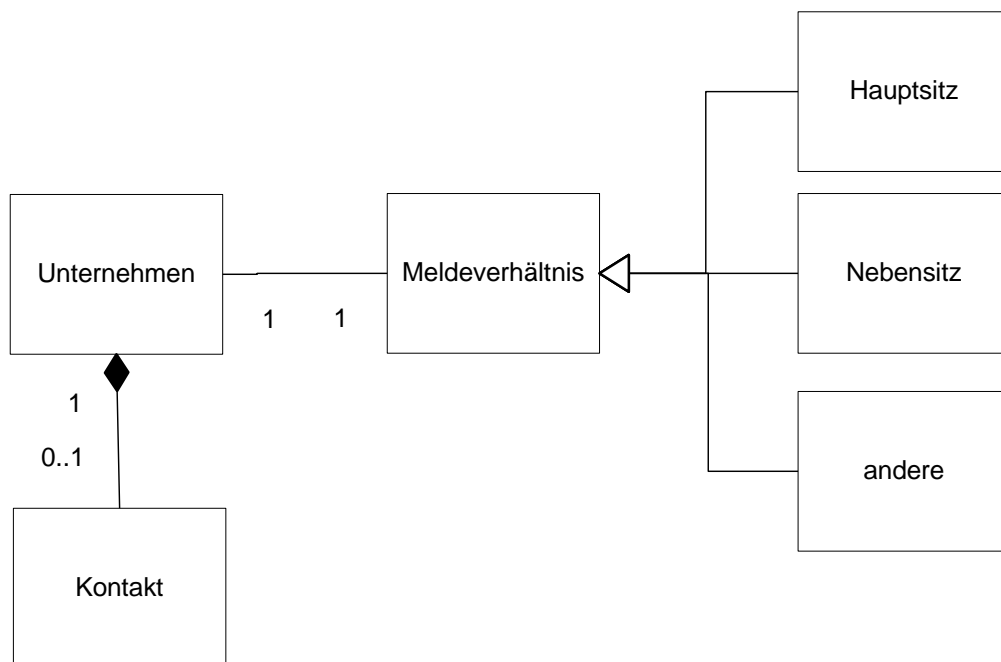 Hauptsitz
Unternehmen
Meldeverhältnis
Nebensitz
1
1
1
0..1
andere
Kontakt